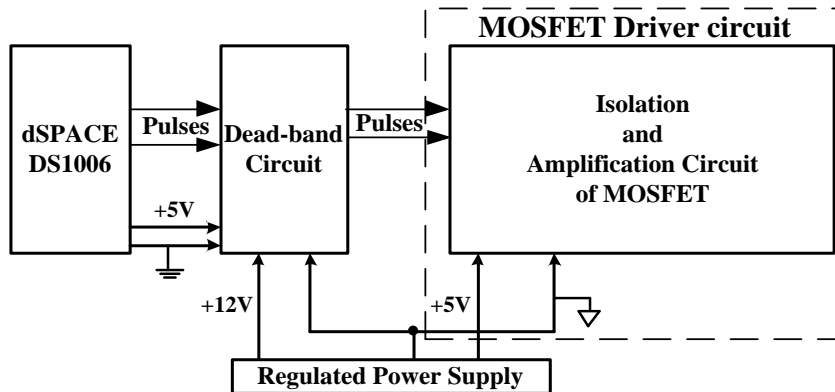 MOSFET Driver circuit
dSPACE
DS1006
Pulses
Dead-band
Circuit
Pulses
Isolation
and
Amplification Circuit
of MOSFET
+5V
+12V
+5V
Regulated Power Supply